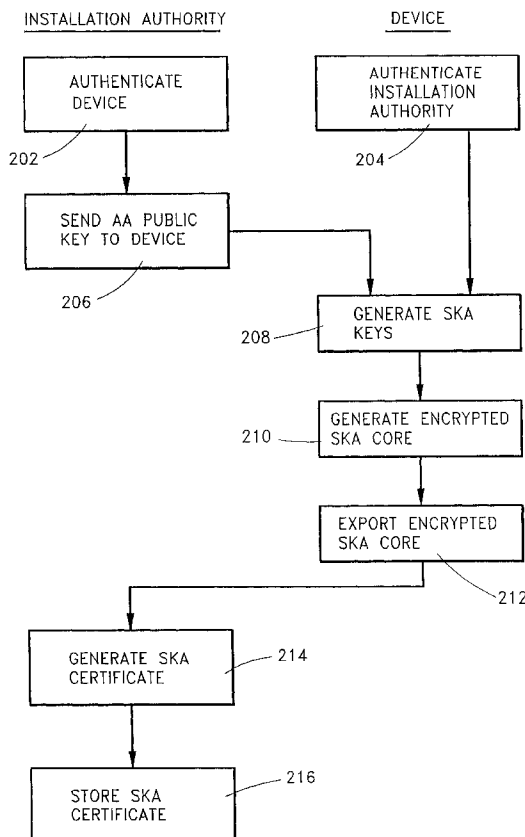 INSTALLATION AUTHORITY
DEVICE
AUTHENTICATE
DEVICE
202
AUTHENTICATE
INSTALLATION
AUTHORITY
204
SEND AA PUBLIC
KEY TO DEVICE
206
GENERATE SKA
KEYS
208
GENERATE ENCRYPTED
SKA CORE
210
EXPORT ENCRYPTED
SKA CORE
212
GENERATE SKA
CERTIFICATE
214
STORE SKA
CERTIFICATE
216